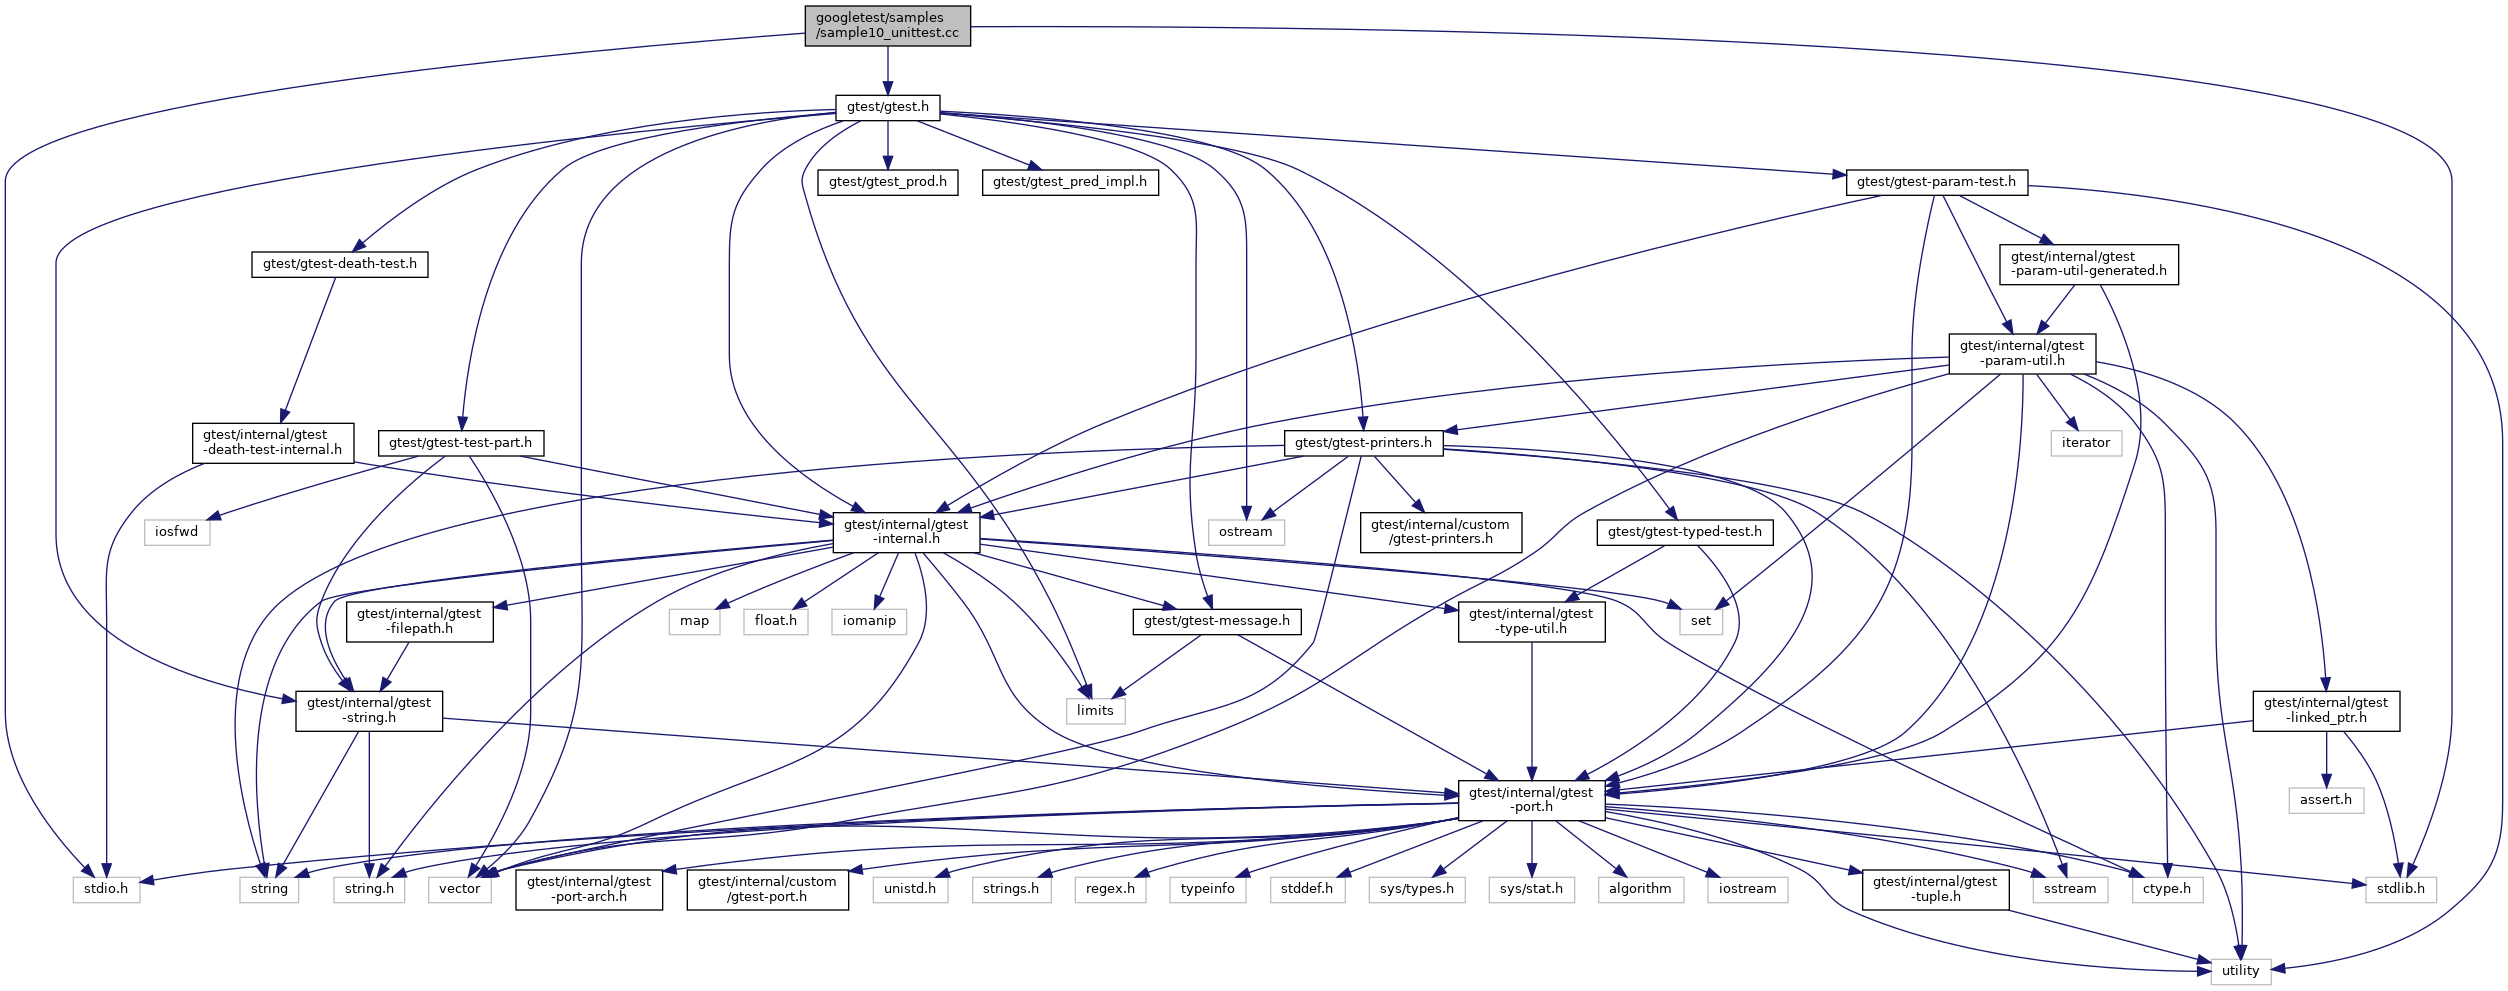 googletest/samples
/sample10_unittest.cc
gtest/gtest.h
gtest/gtest_prod.h
gtest/gtest_pred_impl.h
gtest/gtest-param-test.h
gtest/gtest-death-test.h
gtest/internal/gtest
-param-util-generated.h
gtest/internal/gtest
-param-util.h
gtest/internal/gtest
-death-test-internal.h
gtest/gtest-test-part.h
gtest/gtest-printers.h
iterator
iosfwd
gtest/internal/gtest
-internal.h
ostream
gtest/internal/custom
/gtest-printers.h
gtest/gtest-typed-test.h
gtest/internal/gtest
-filepath.h
map
float.h
iomanip
gtest/gtest-message.h
gtest/internal/gtest
-type-util.h
set
gtest/internal/gtest
-string.h
limits
gtest/internal/gtest
-linked_ptr.h
gtest/internal/gtest
-port.h
assert.h
stdio.h
string
string.h
vector
gtest/internal/gtest
-port-arch.h
gtest/internal/custom
/gtest-port.h
unistd.h
strings.h
regex.h
typeinfo
stddef.h
sys/types.h
sys/stat.h
algorithm
iostream
gtest/internal/gtest
-tuple.h
sstream
ctype.h
stdlib.h
utility